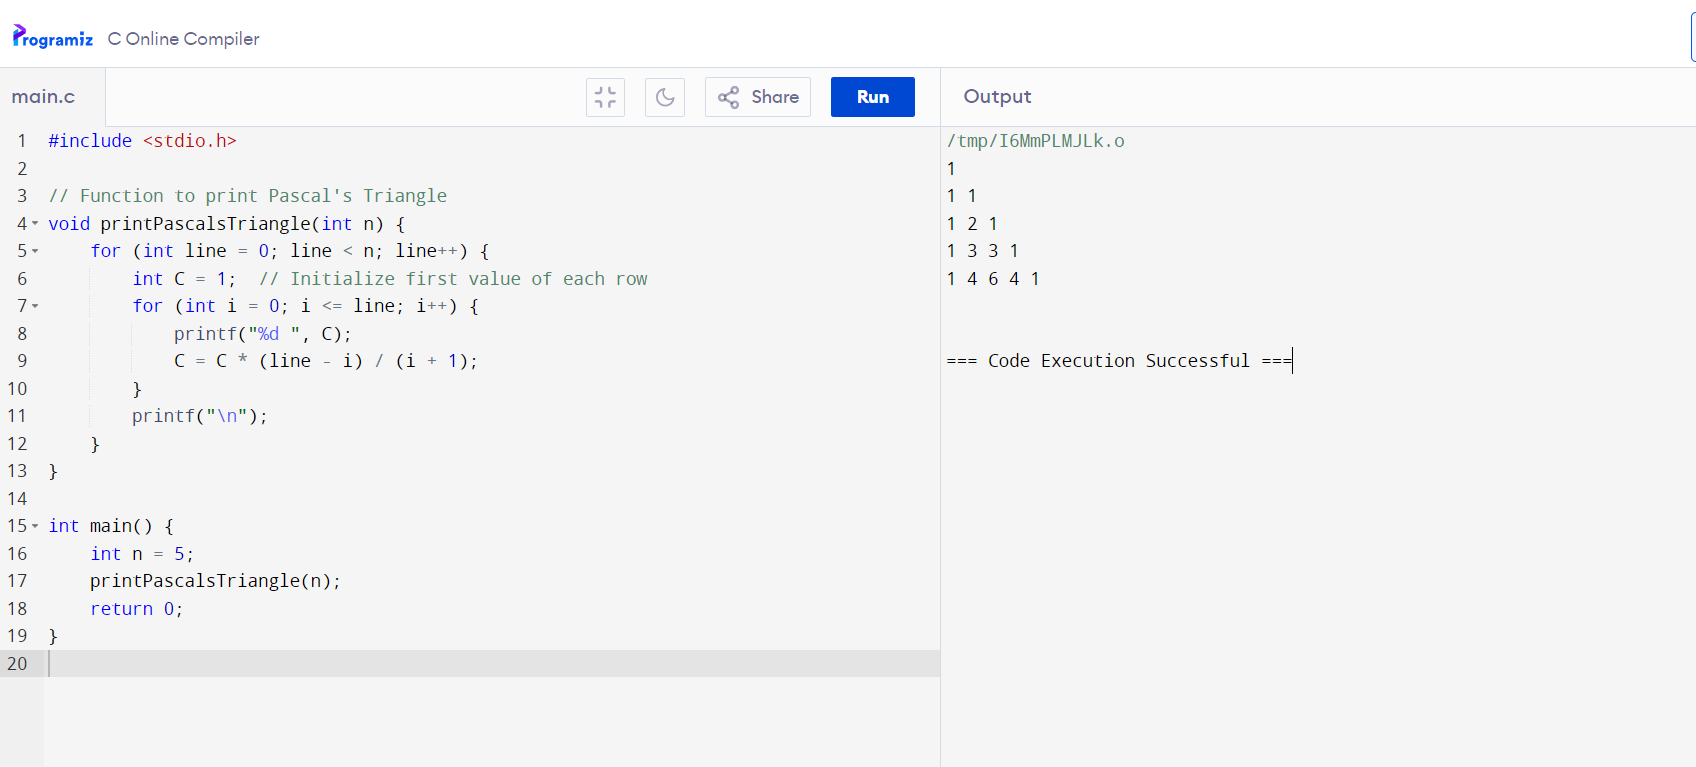 Programiz C Online Compiler
main.c
Share
Run
Output
1 #include <stdio.h>
2
3 // Function to print Pascal's Triangle
4 void printPascalsTriangle(int n) {
5     for (int line = 0; line < n; line++) {
6         int C = 1;  // Initialize first value of each row
7         for (int i = 0; i <= line; i++) {
8             printf("%d ", C);
9             C = C * (line - i) / (i + 1);
10         }
11         printf("\n");
12     }
13 }
14
15 int main() {
16     int n = 5;
17     printPascalsTriangle(n);
18     return 0;
19 }
20
/tmp/I6MmPLMJLk.o
1
1 1
1 2 1
1 3 3 1
1 4 6 4 1
=== Code Execution Successful ===